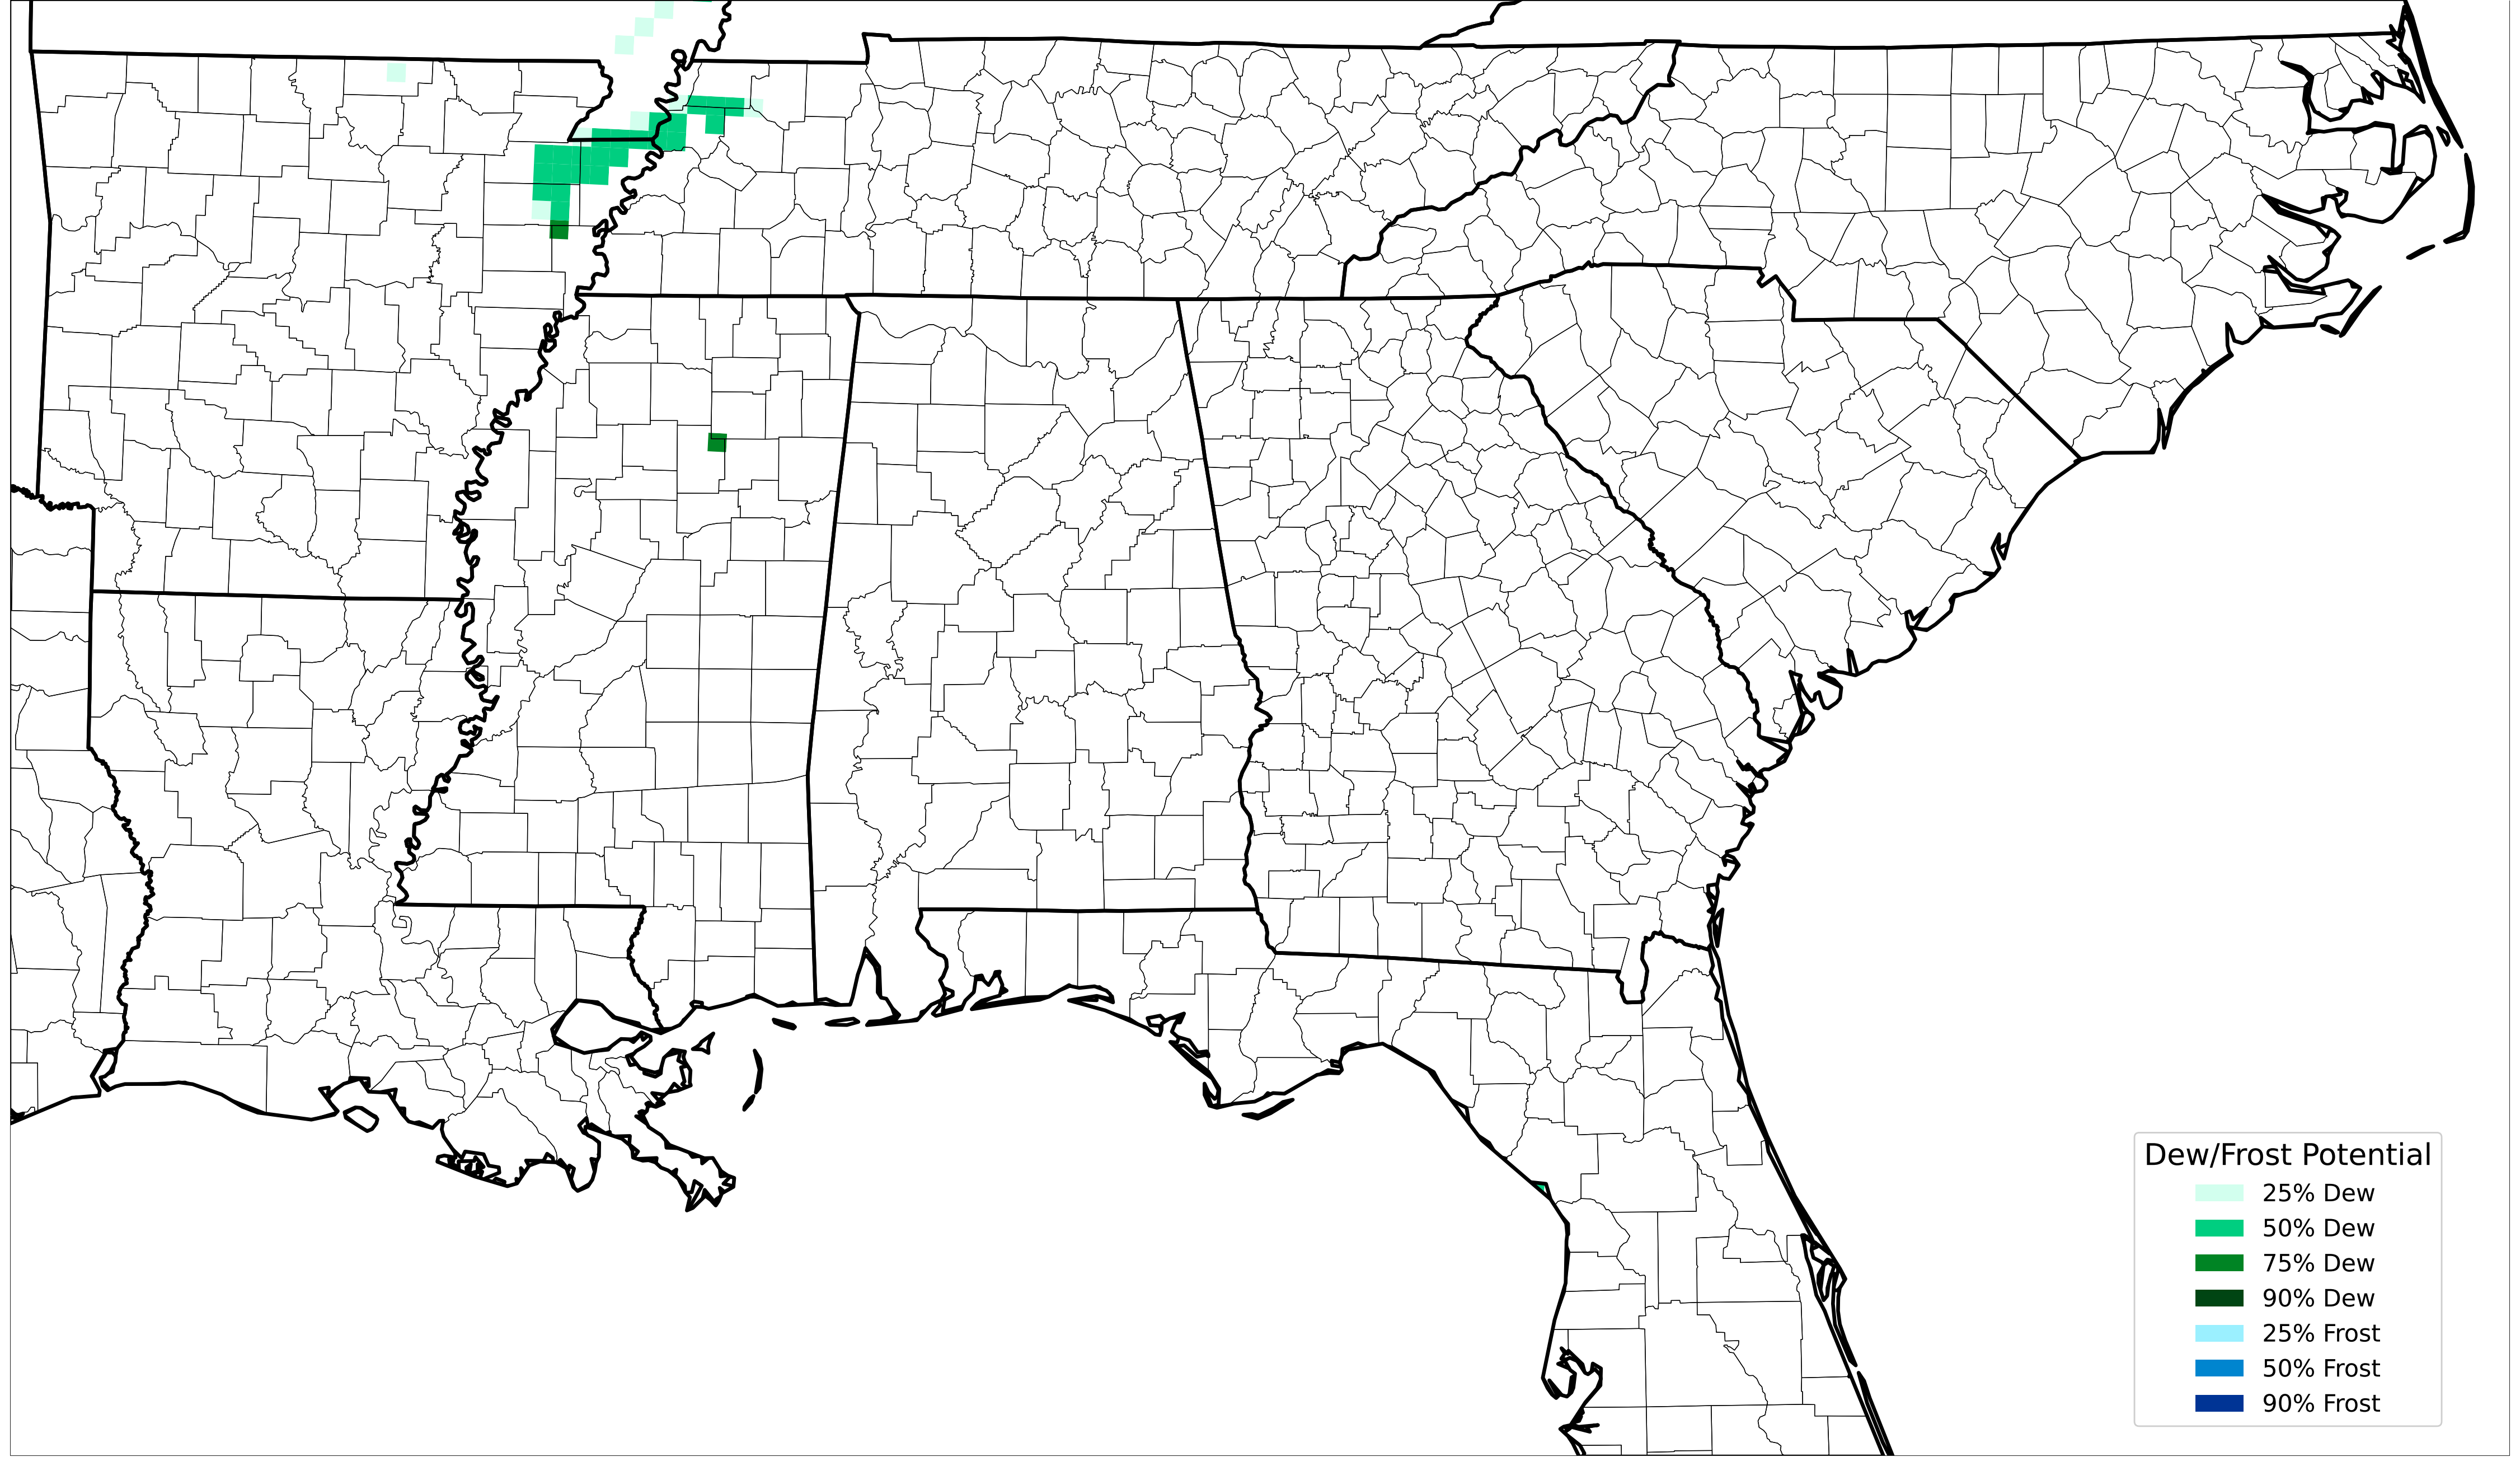 Dew/Frost Potential
25% Dew
50% Dew
75% Dew
90% Dew
25% Frost
50% Frost
90% Frost